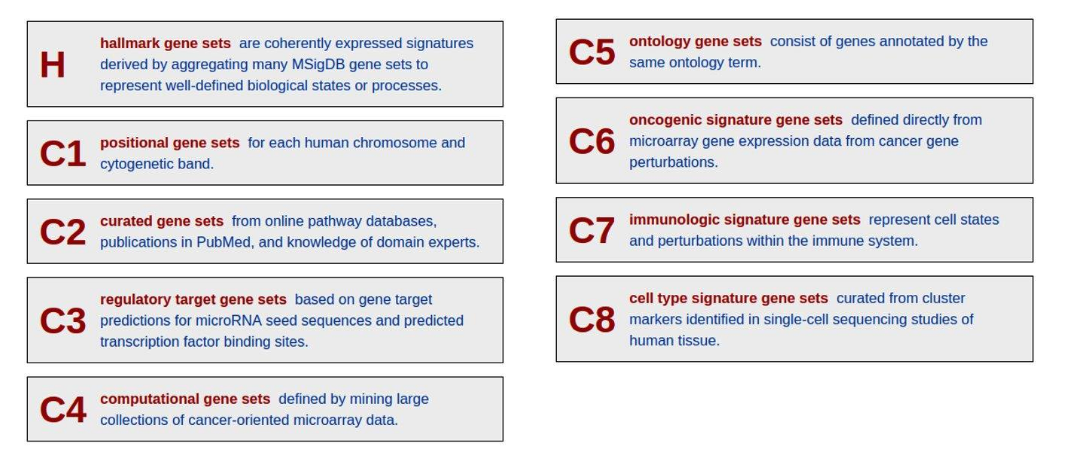 H
hallmark gene sets are coherently expressed signatures
derived by aggregating many MSigDB gene sets to
represent well-defined biological states or processes.
C1
positional gene sets for each human chromosome and
cytogenetic band.
C2
curated gene sets from online pathway databases,
publications in PubMed, and knowledge of domain experts.
C3
regulatory target gene sets based on gene target
predictions for microRNA seed sequences and predicted
transcription factor binding sites.
C4
computational gene sets defined by mining large
collections of cancer-oriented microarray data.
C5
ontology gene sets consist of genes annotated by the
same ontology term.
C6
oncogenic signature gene sets defined directly from
microarray gene expression data from cancer gene
perturbations.
C7
immunologic signature gene sets represent cell states
and perturbations within the immune system.
C8
cell type signature gene sets curated from cluster
markers identified in single-cell sequencing studies of
human tissue.